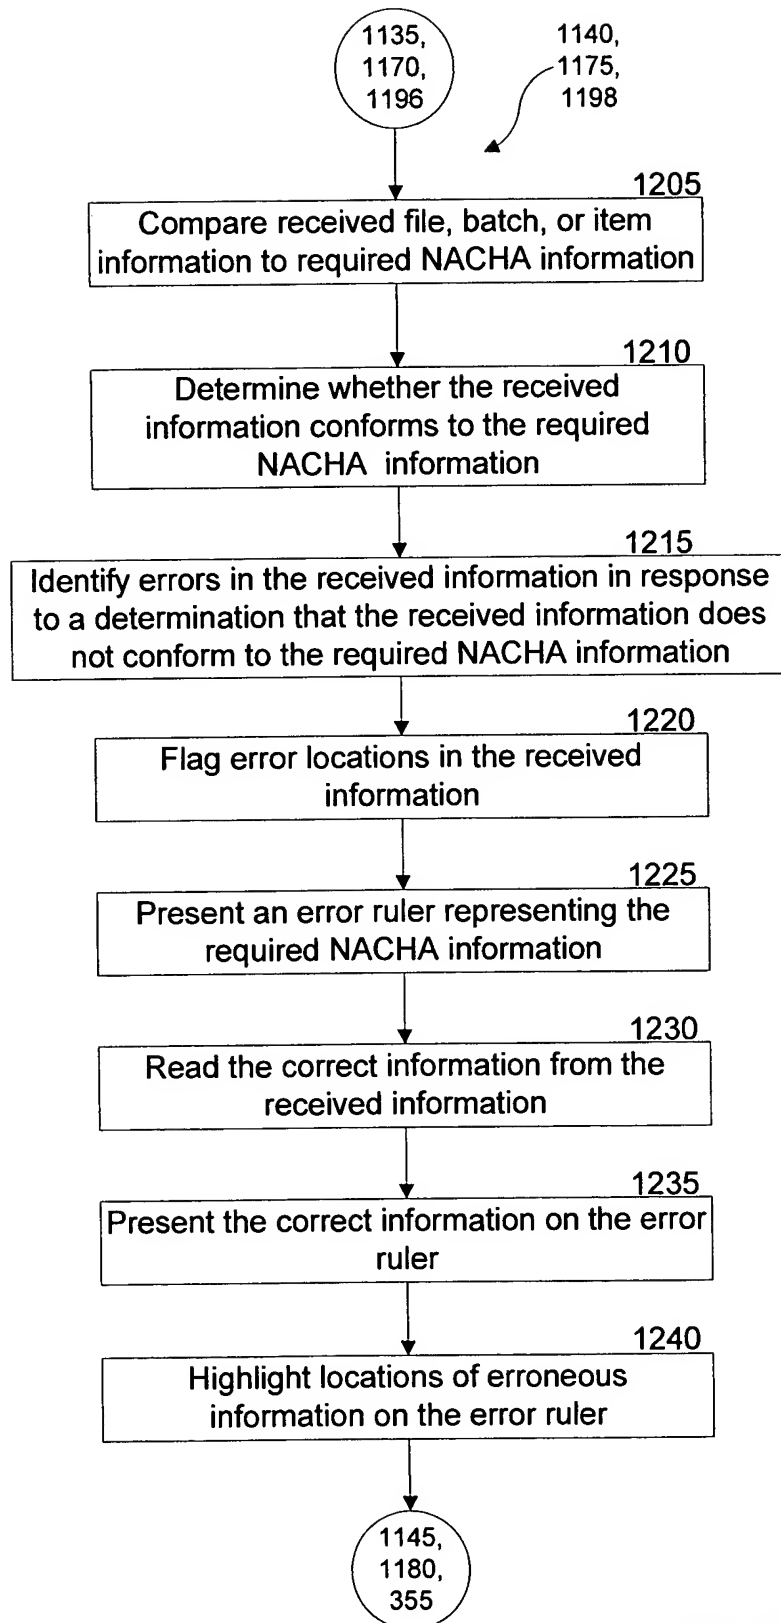 1135,
1170,
1196
1140,
1175,
1198
1205
Compare received file, batch, or item
information to required NACHA information
1210
Determine whether the received
information conforms to the required
NACHA information
1215
Identify errors in the received information in response
to a determination that the received information does
not conform to the required NACHA information
1220
Flag error locations in the received
information
1225
Present an error ruler representing the
required NACHA information
1230
Read the correct information from the
received information
1235
Present the correct information on the error
ruler
1240
Highlight locations of erroneous
information on the error ruler
1145,
1180,
355